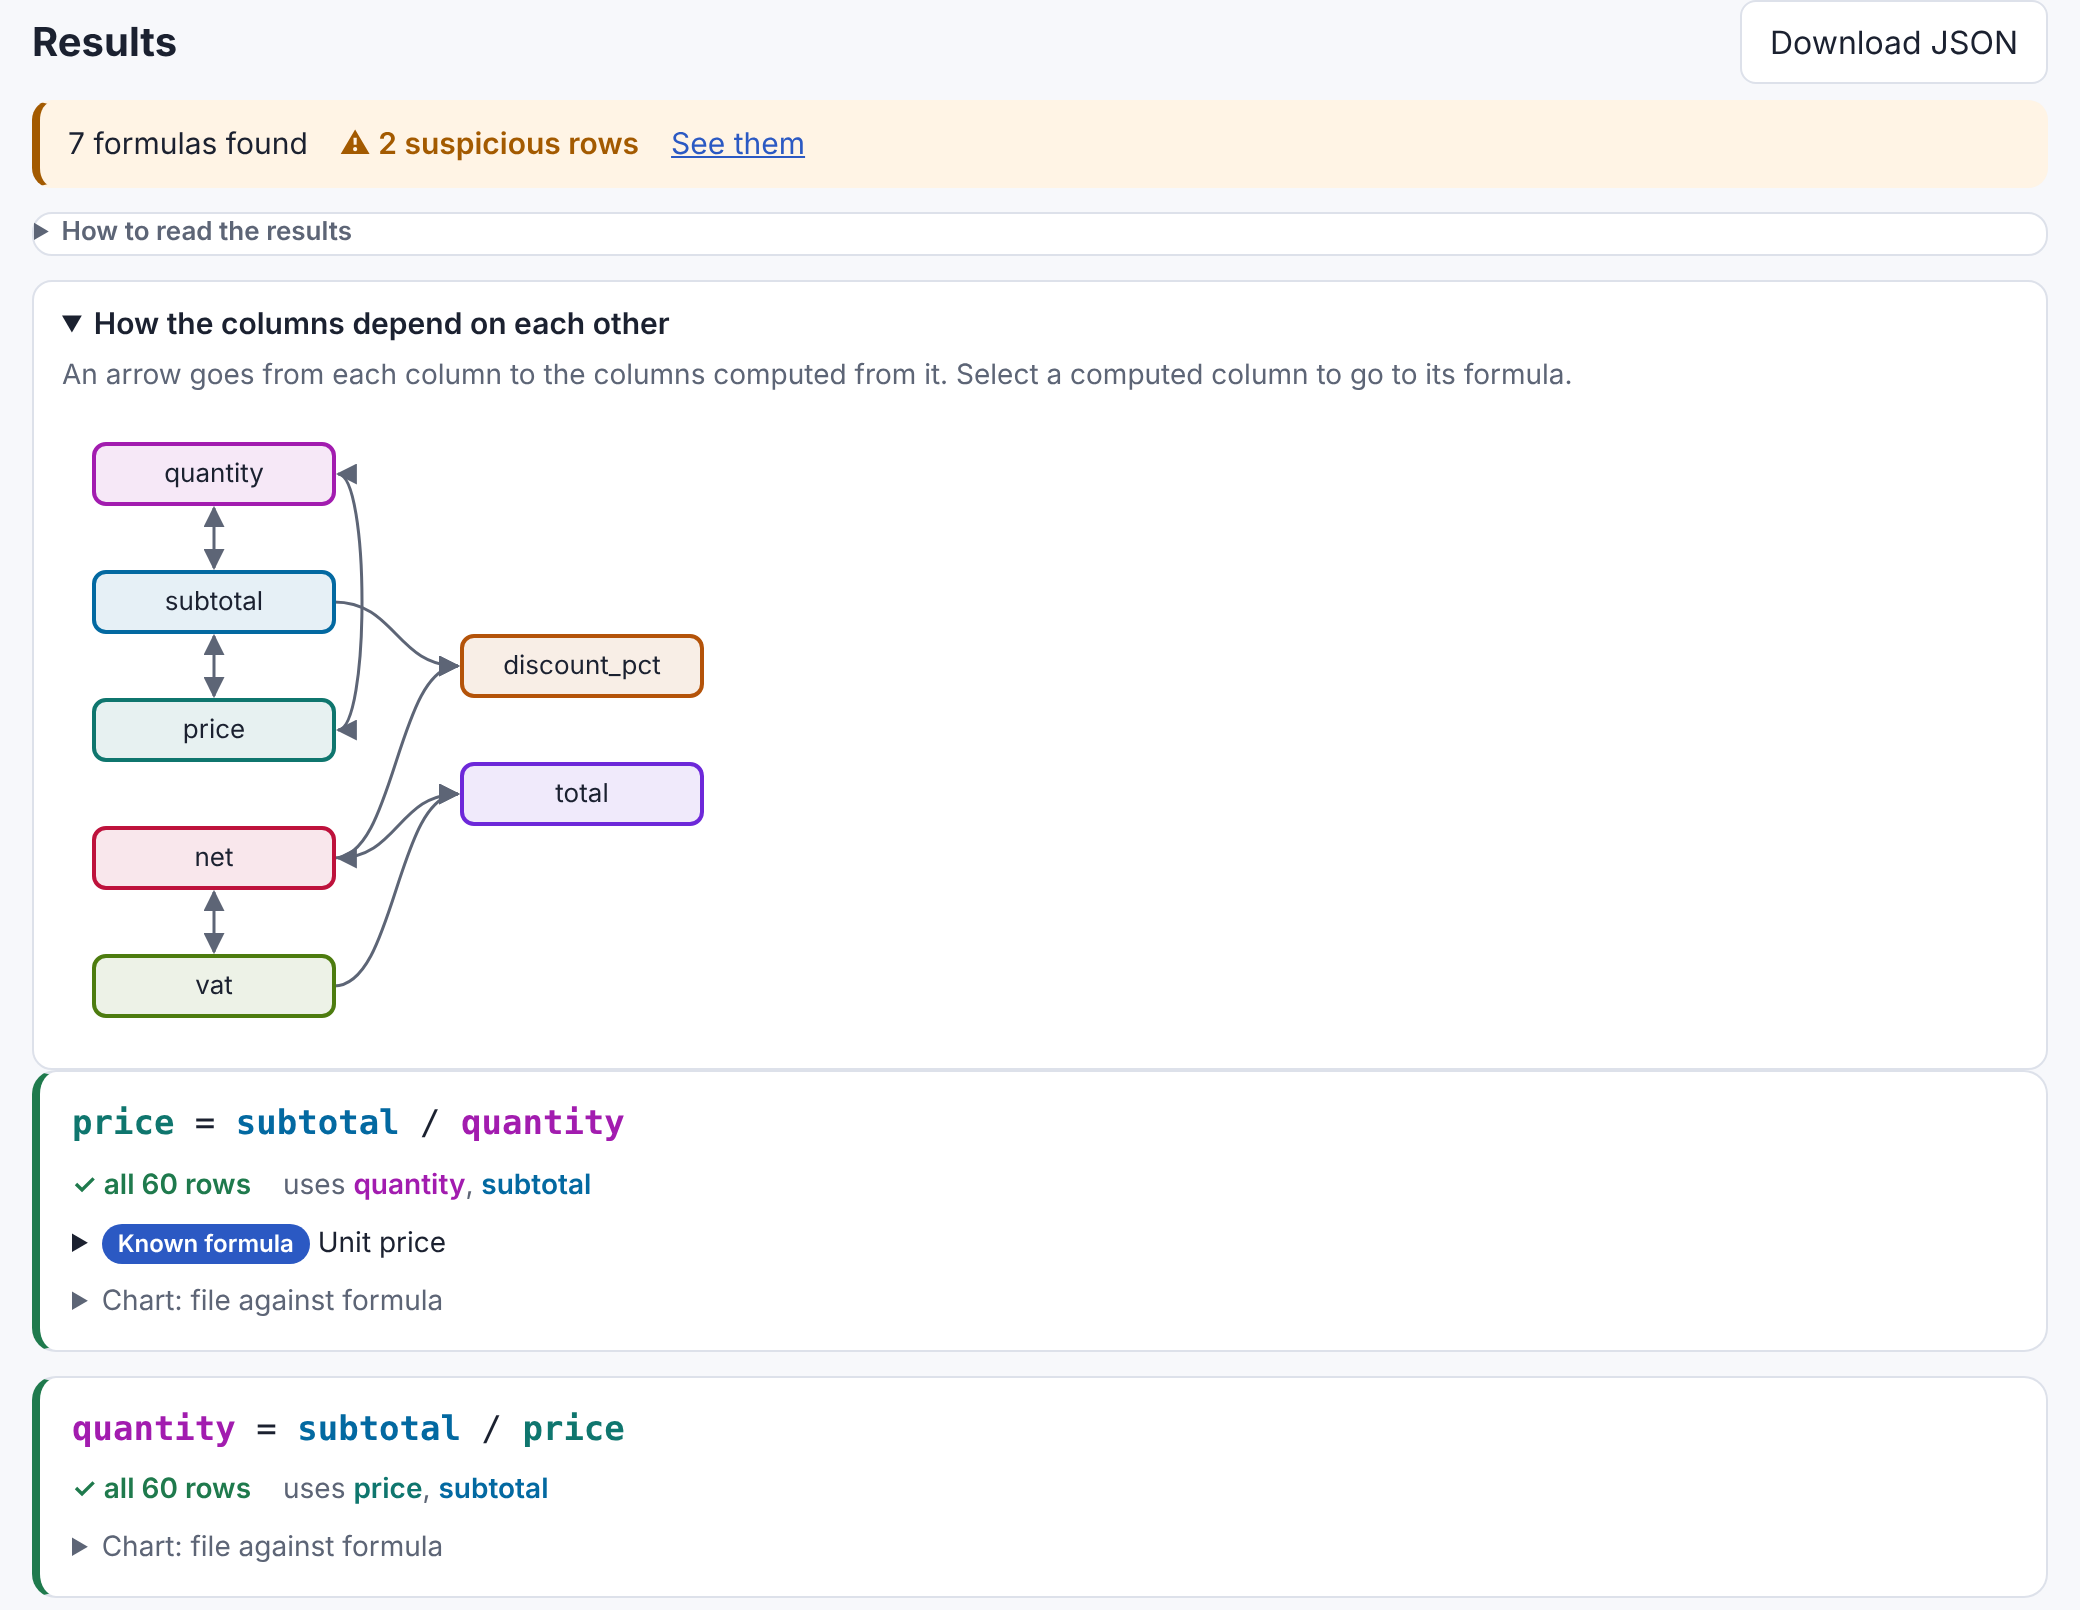 Results
Download JSON
7 formulas found 2 suspicious rows See them
How to read the results
How the columns depend on each other
An arrow goes from each column to the columns computed from it. Select a computed column to go to its formula.
quantity
subtotal
discount_pct
price
total
net
vat
price = subtotal / quantity
✓ all 60 rows uses quantity, subtotal
Known formula Unit price
Chart: file against formula
quantity = subtotal / price
✓ all 60 rows uses price, subtotal
Chart: file against formula